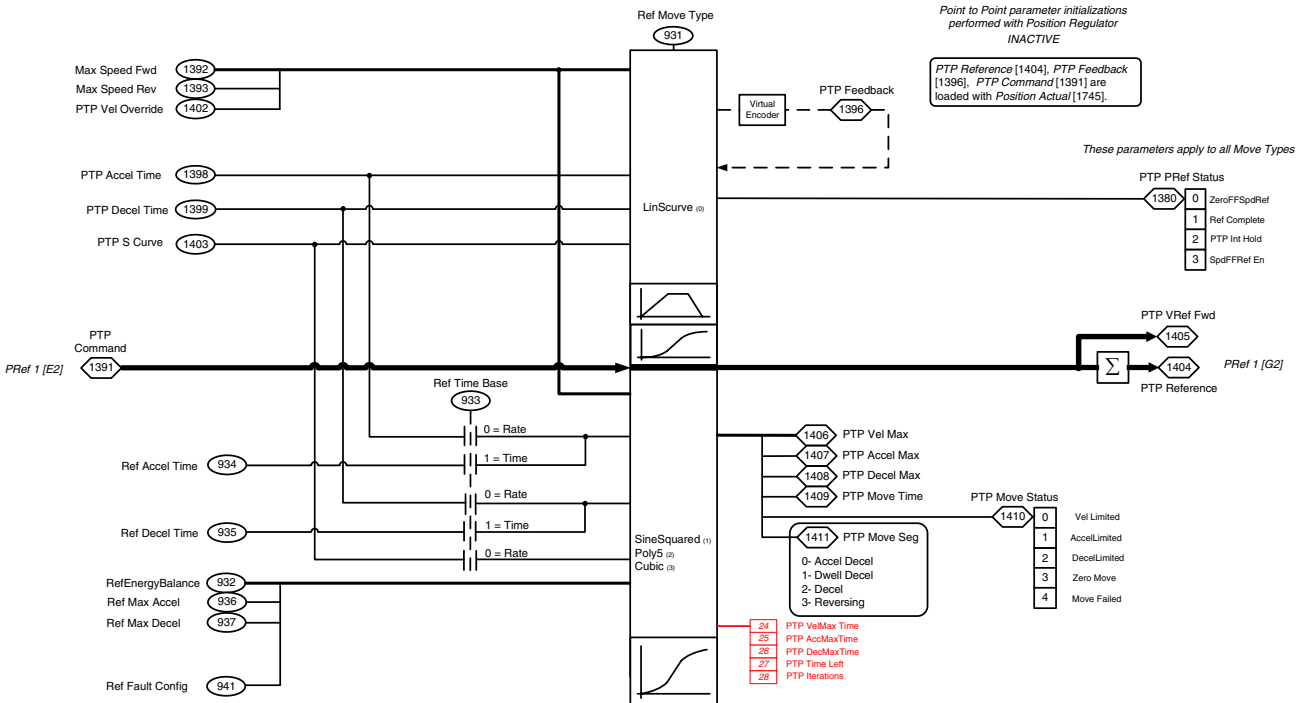 Ref Move Type
931
Point to Point parameter initializations
performed with Position Regulator
INACTIVE
PTP Reference [1404], PTP Feedback
[1396], PTP Command [1391] are
loaded with Position Actual [1745].
Max Speed Fwd 1392
Max Speed Rev 1393
PTP Vel Override 1402
Virtual
Encoder
PTP Feedback
1396
These parameters apply to all Move Types
PTP Accel Time 1398
PTP Decel Time 1399
PTP S Curve 1403
LinScurve (0)
PTP PRef Status
1380
0 ZeroFFSpdRef
1 Ref Complete
2 PTP Int Hold
3 SpdFFRef En
PTP
Command
PRef 1 [E2] 1391
PTP VRef Fwd
1405
Σ
1404
PRef 1 [G2]
PTP Reference
Ref Time Base
933
0 = Rate
Ref Accel Time 934
1 = Time
0 = Rate
Ref Decel Time 935
1 = Time
0 = Rate
SineSquared (1)
Poly5 (2)
Cubic (3)
RefEnergyBalance 932
Ref Max Accel 936
Ref Max Decel 937
Ref Fault Config 941
1406 PTP Vel Max
1407 PTP Accel Max
1408 PTP Decel Max
1409 PTP Move Time
PTP Move Status
1410
0 Vel Limited
1 AccelLimited
2 DecelLimited
3 Zero Move
4 Move Failed
1411 PTP Move Seg
0- Accel Decel
1- Dwell Decel
2- Decel
3- Reversing
24 PTP VelMax Time
25 PTP AccMaxTime
26 PTP DecMaxTime
27 PTP Time Left
28 PTP Iterations